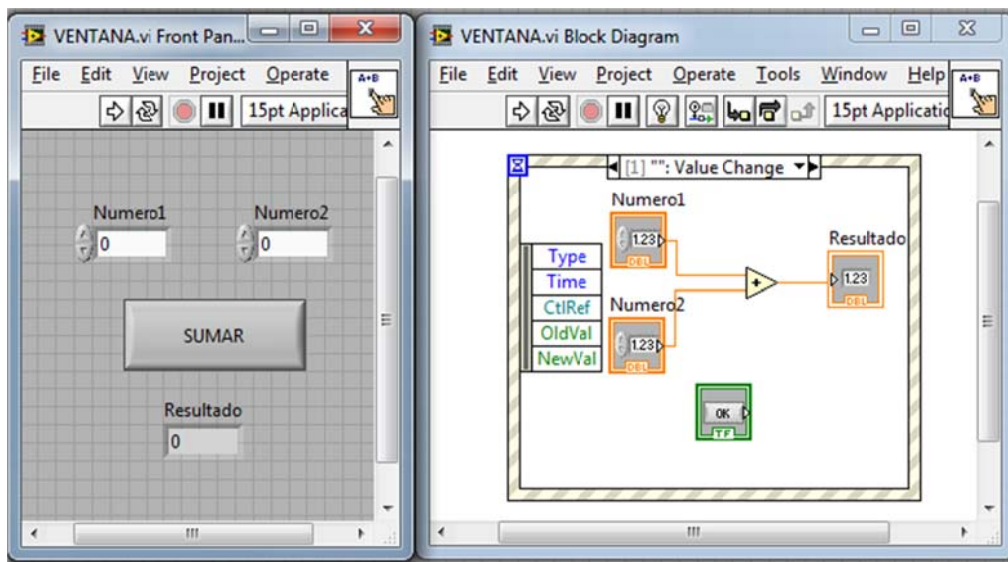 VENTANA.vi Front Pan...
File Edit View Project Operate
A+B
15pt Applica
Numero1 Numero2
0 0
SUMAR
Resultado
0
VENTANA.vi Block Diagram
File Edit View Project Operate Tools Window Help
A+B
15pt Applicatio
[1] "": Value Change
Numero1
1.23
DBL
Resultado
1.23
DBL
Type
Time
CtlRef
OldVal
NewVal
Numero2
1.23
DBL
+
OK
TF